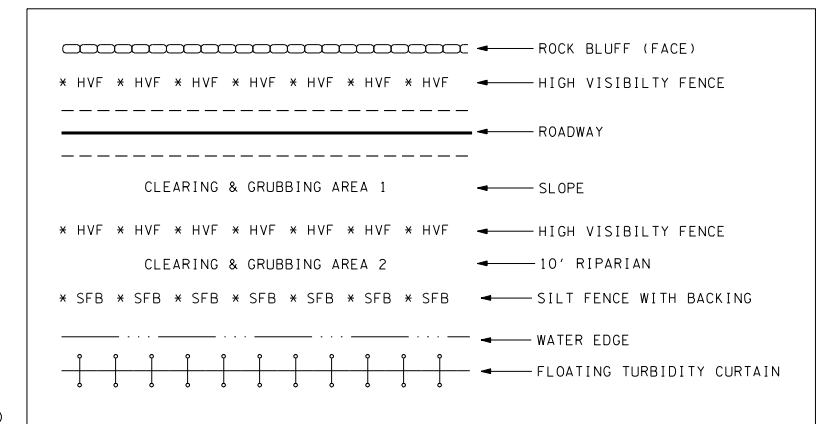 ROCK BLUFF (FACE)
* HVF * HVF * HVF * HVF * HVF * HVF * HVF HIGH VISIBILTY FENCE
ROADWAY
CLEARING & GRUBBING AREA 1 SLOPE
* HVF * HVF * HVF * HVF * HVF * HVF * HVF HIGH VISIBILTY FENCE
CLEARING & GRUBBING AREA 2 10' RIPARIAN
* SFB * SFB * SFB * SFB * SFB * SFB * SFB SILT FENCE WITH BACKING
WATER EDGE
FLOATING TURBIDITY CURTAIN
)